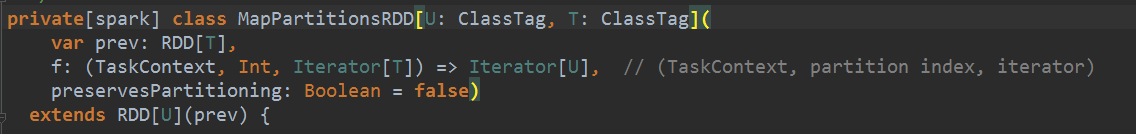 private[spark] class MapPartitionsRDD[U: ClassTag, T: ClassTag](
    var prev: RDD[T],
    f: (TaskContext, Int, Iterator[T]) => Iterator[U],  // (TaskContext, partition index, iterator)
    preservesPartitioning: Boolean = false)
  extends RDD[U](prev) {